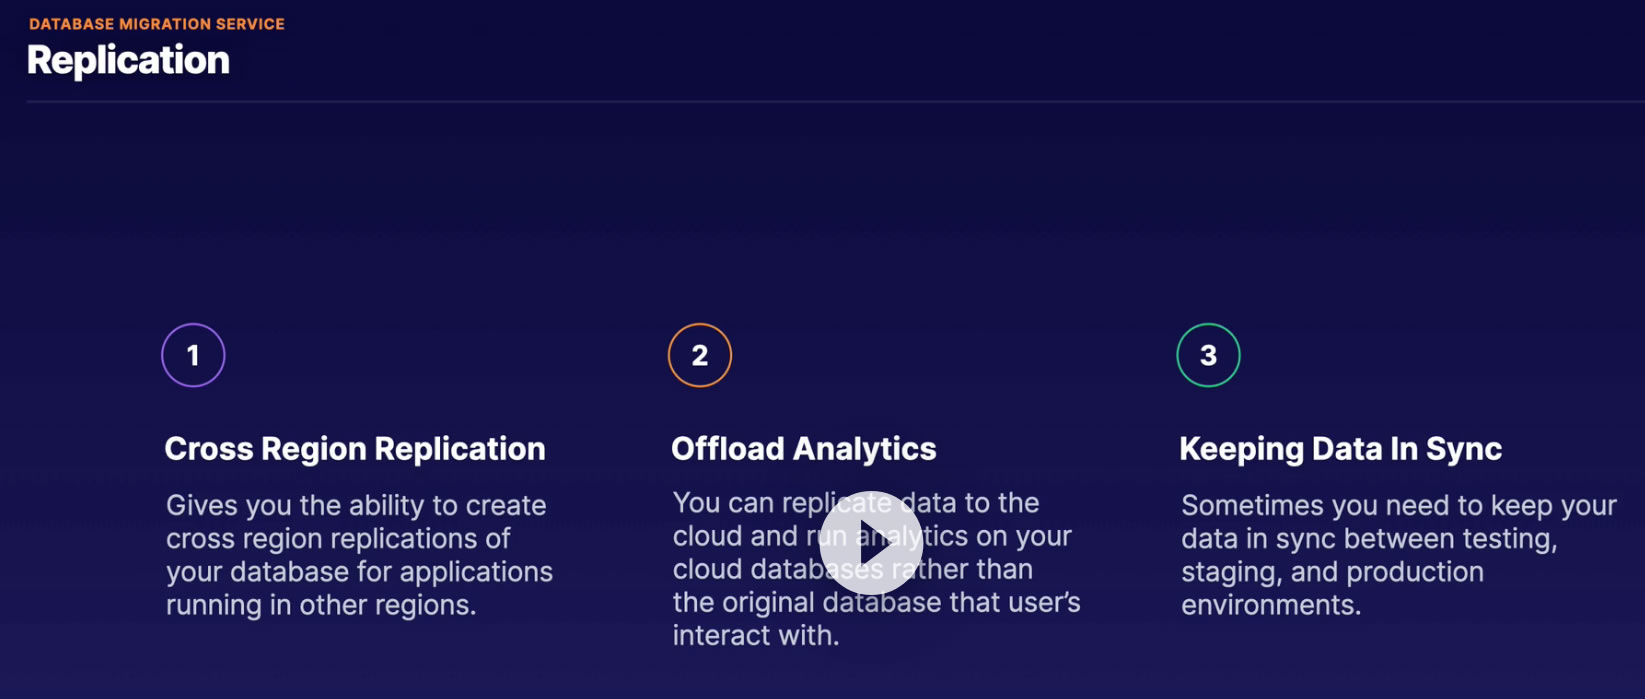 DATABASE MIGRATION SERVICE
Replication
1
Cross Region Replication
Gives you the ability to create
cross region replications of
your database for applications
running in other regions.
2
Offload Analytics
You can replicate data to the
cloud and run analytics on your
cloud databases rather than
the original database that user’s
interact with.
3
Keeping Data In Sync
Sometimes you need to keep your
data in sync between testing,
staging, and production
environments.